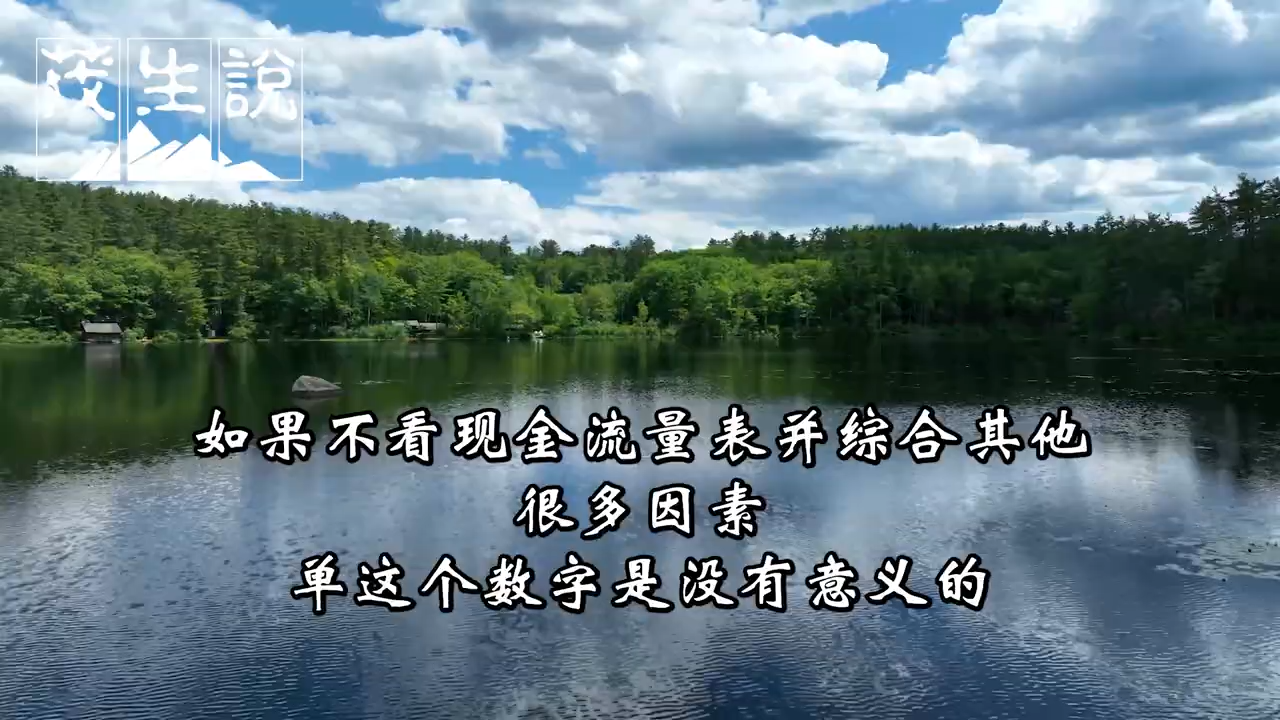 茂生說
如果不看现金流量表并综合其他
很多因素
单这个数字是没有意义的